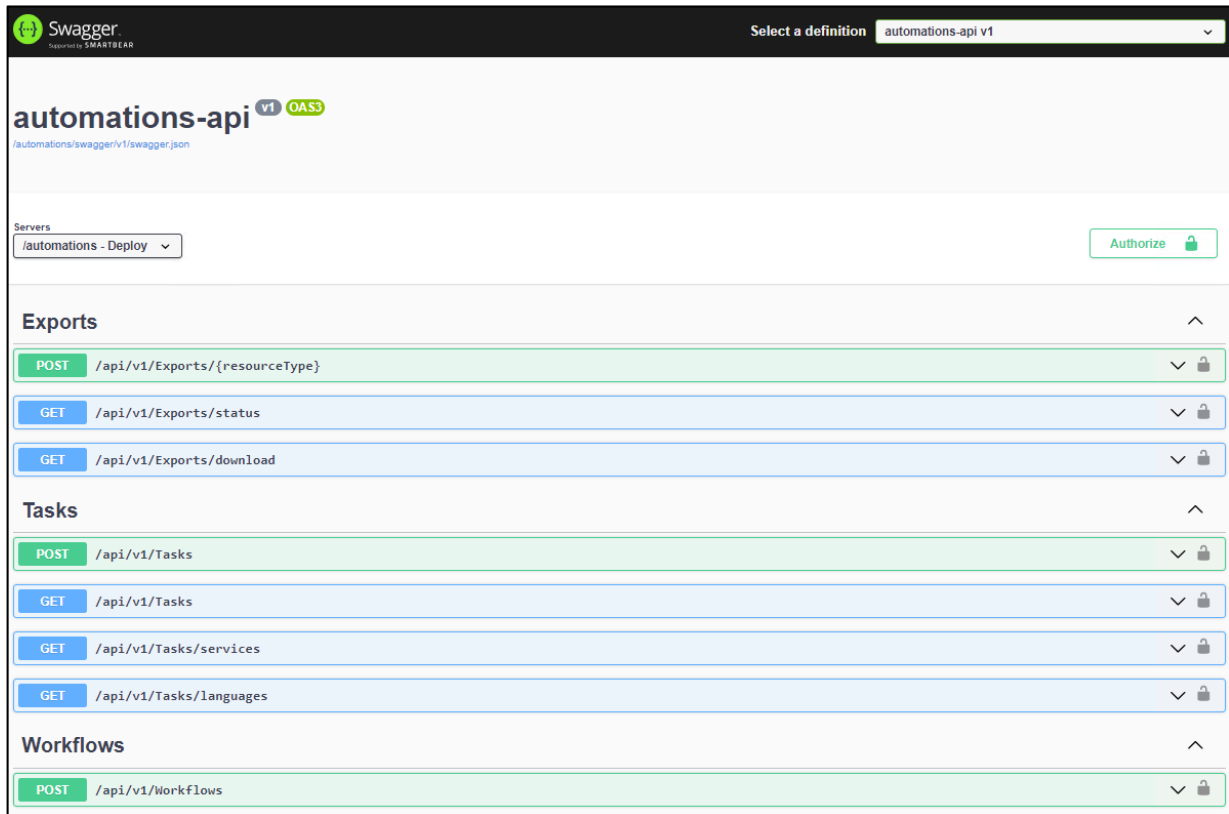 {···} Swagger.
Supported by SMARTBEAR
Select a definition automations-api v1
automations-api v1 OAS3
/automations/swagger/v1/swagger.json
Servers
/automations - Deploy
Authorize
Exports
POST /api/v1/Exports/{resourceType}
GET /api/v1/Exports/status
GET /api/v1/Exports/download
Tasks
POST /api/v1/Tasks
GET /api/v1/Tasks
GET /api/v1/Tasks/services
GET /api/v1/Tasks/languages
Workflows
POST /api/v1/Workflows